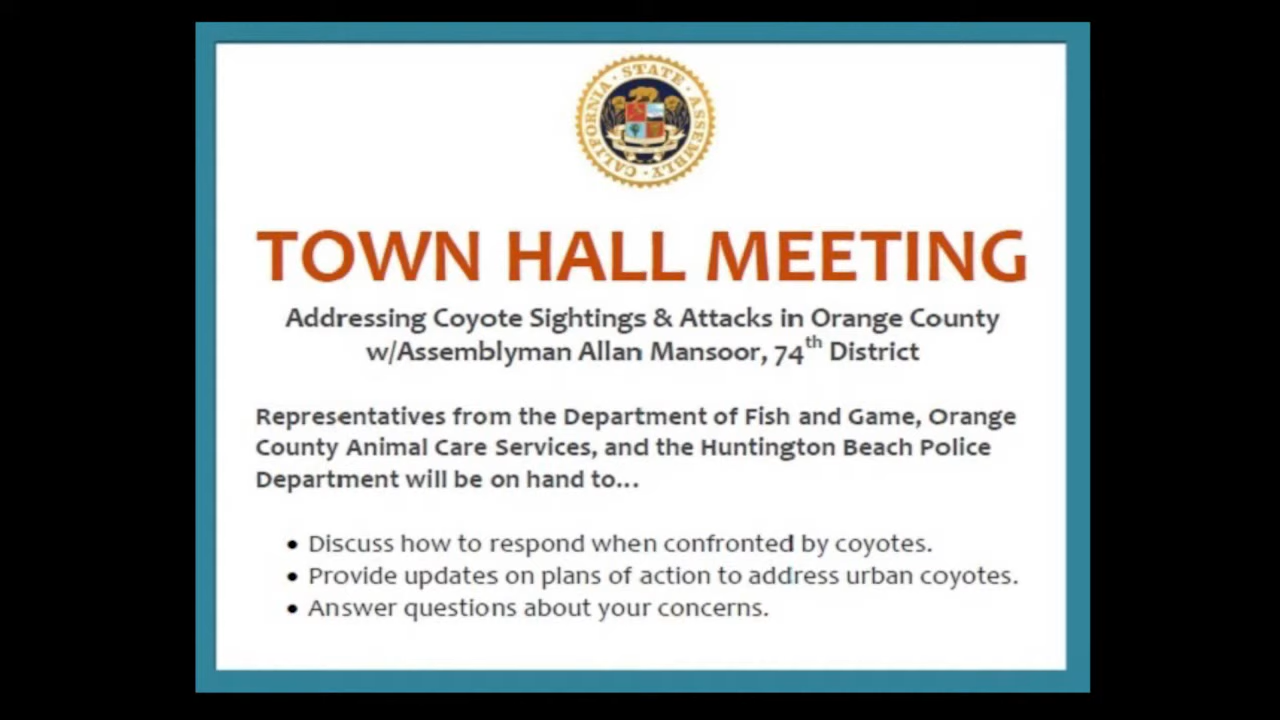 CALIFORNIA · STATE · ASSEMBLY
TOWN HALL MEETING
Addressing Coyote Sightings & Attacks in Orange County
w/Assemblyman Allan Mansoor, 74th District
Representatives from the Department of Fish and Game, Orange
County Animal Care Services, and the Huntington Beach Police
Department will be on hand to...
• Discuss how to respond when confronted by coyotes.
• Provide updates on plans of action to address urban coyotes.
• Answer questions about your concerns.